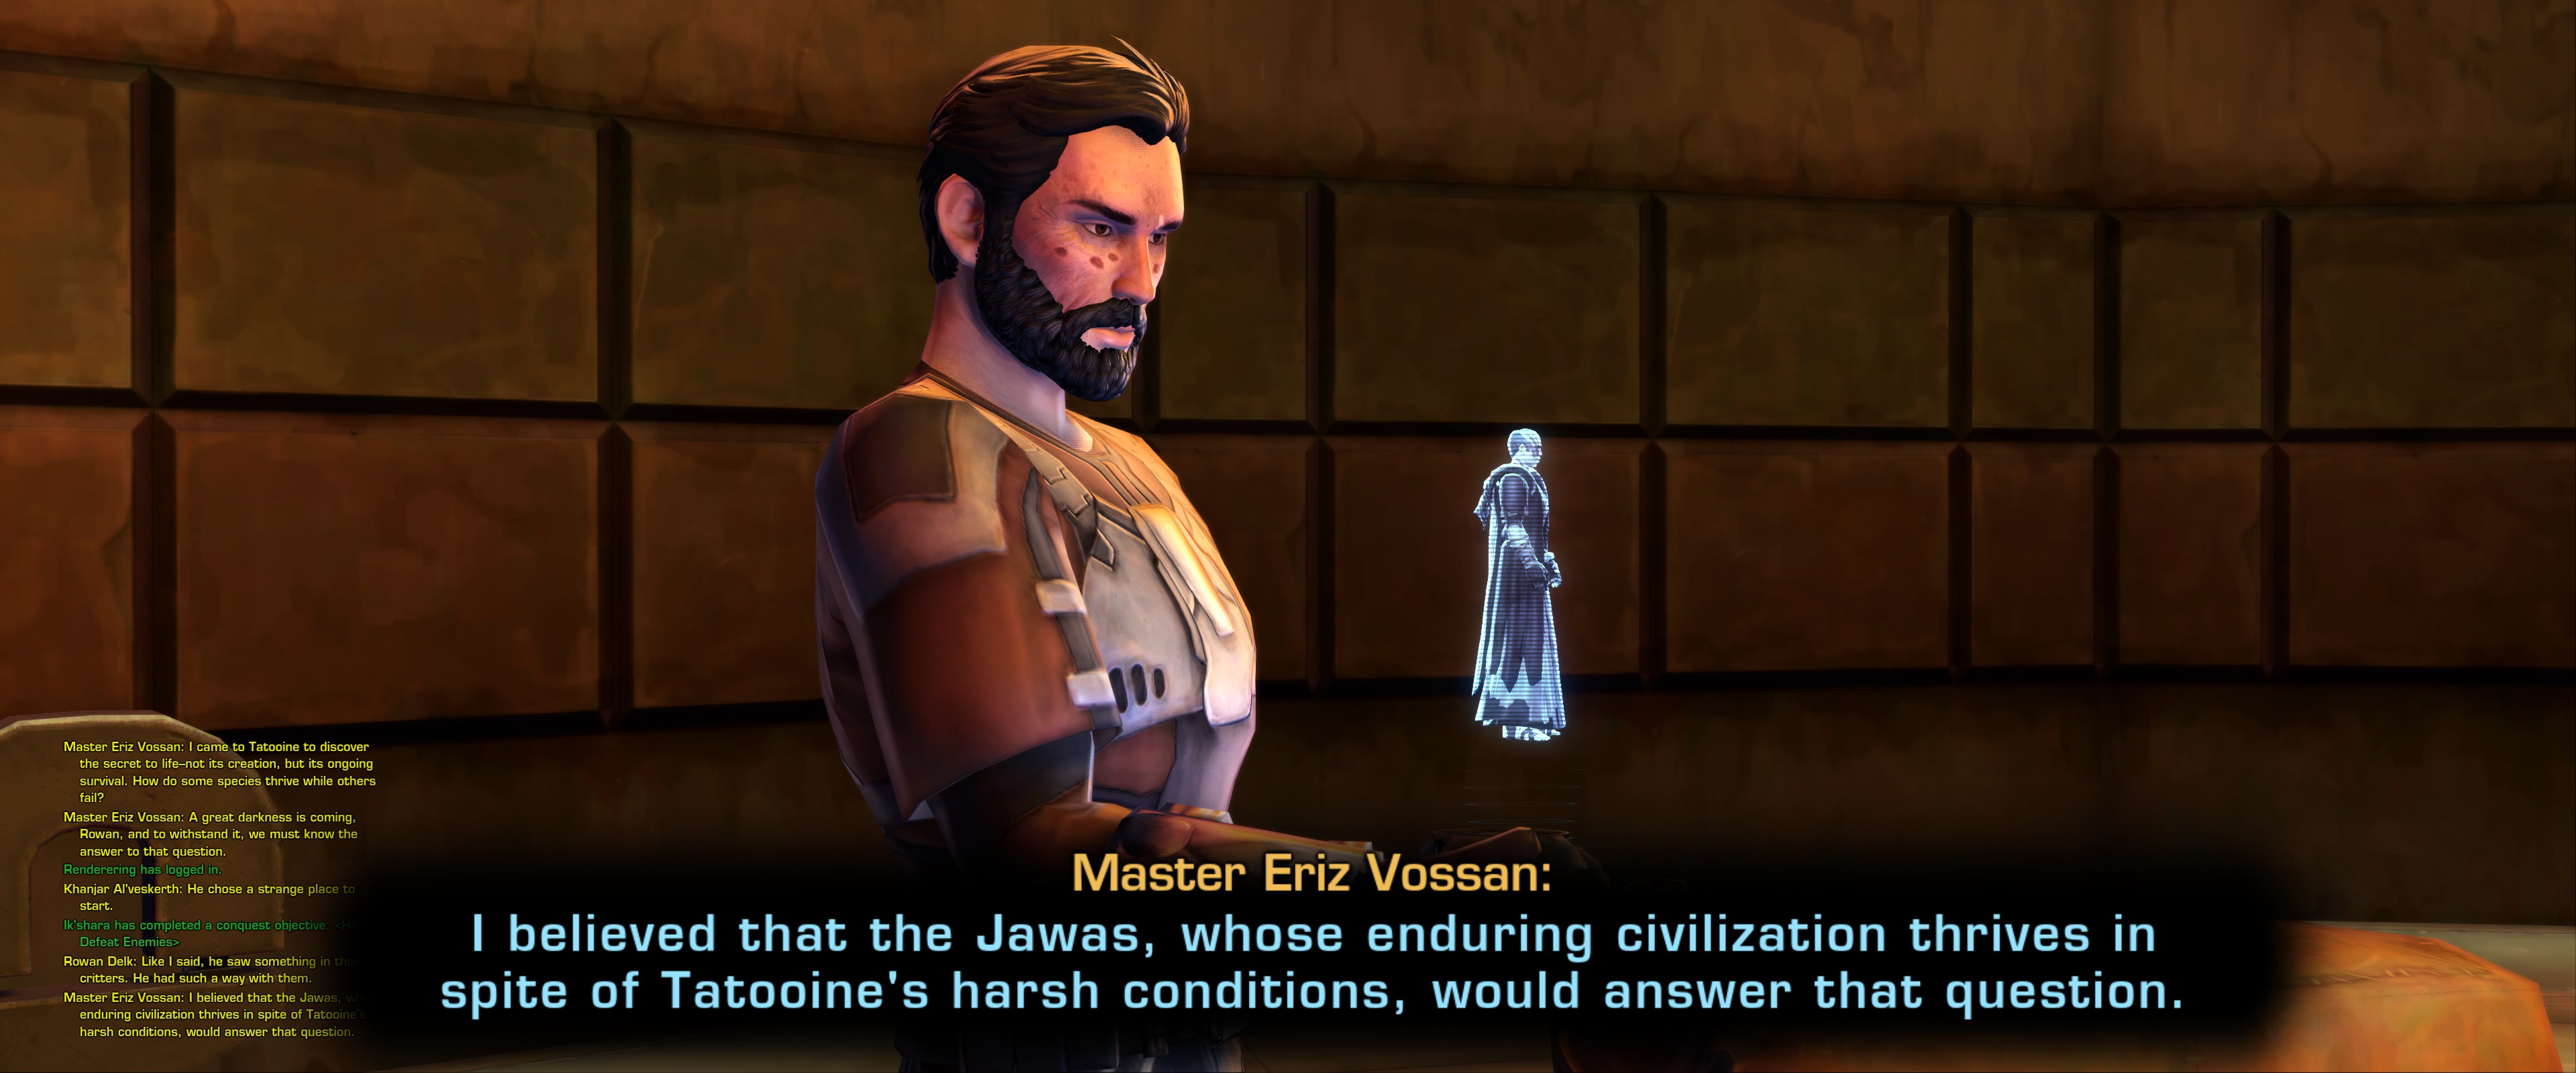 Master Eriz Vossan: I came to Tatooine to discover
the secret to life–not its creation, but its ongoing
survival. How do some species thrive while others
fail?
Master Eriz Vossan: A great darkness is coming,
Rowan, and to withstand it, we must know the
answer to that question.
Renderering has logged in.
Khanjar Al'veskerth: He chose a strange place to
start.
Ik'shara has completed a conquest objective:
Defeat Enemies>
Rowan Delk: Like I said, he saw something in
critters. He had such a way with them.
Master Eriz Vossan: I believed that the Jawas,
enduring civilization thrives in spite of Tatooine's
harsh conditions, would answer that question.
Master Eriz Vossan:
I believed that the Jawas, whose enduring civilization thrives in
spite of Tatooine's harsh conditions, would answer that question.